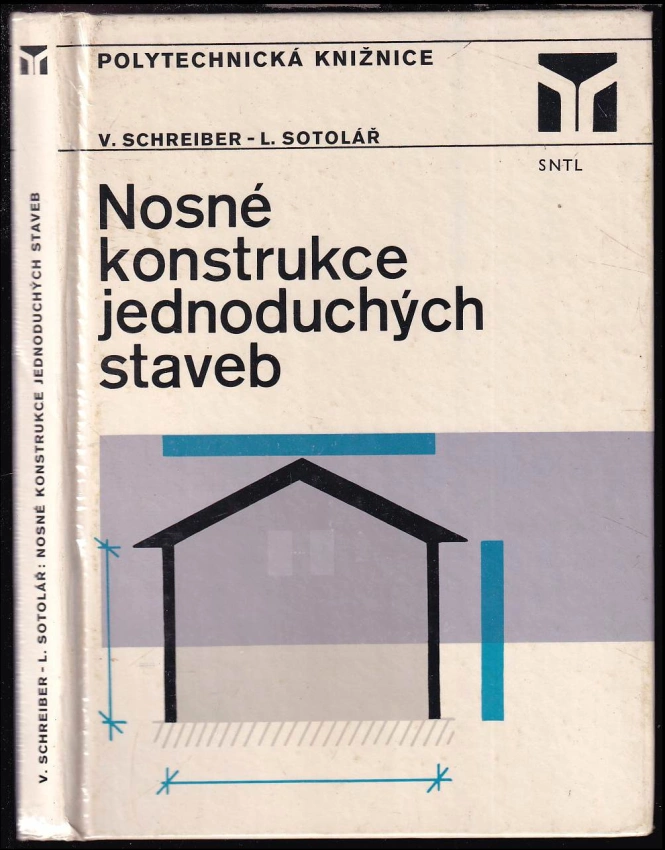 POLYTECHNICKÁ KNIŽNICE
V. SCHREIBER – L. SOTOLÁŘ
SNTL
Nosné
konstrukce
jednoduchých
staveb
V. SCHREIBER – L. SOTOLÁŘ: NOSNÉ KONSTRUKCE JEDNODUCHÝCH STAVEB